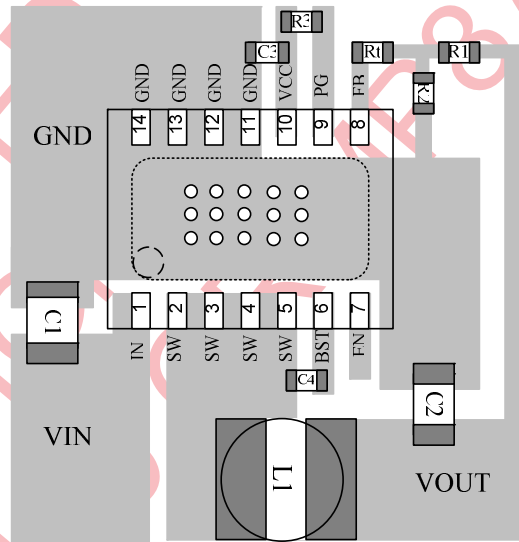 R3
C3
Rt
R1
R2
GND
GND
GND
GND
VCC
PG
FB
GND
14
13
12
11
10
9
8
1
2
3
4
5
6
7
C1
IN
SW
SW
SW
SW
BST
EN
C4
C2
VIN
L1
VOUT